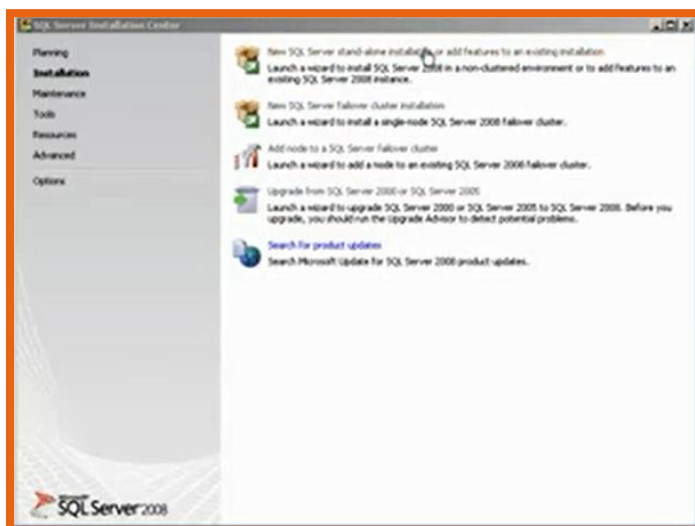 SQL Server Installation Center
Planning
Installation
Maintenance
Tools
Resources
Advanced
Options
New SQL Server stand-alone installation or add features to an existing installation
Launch a wizard to install SQL Server 2008 in a non-clustered environment or to add features to an
existing SQL Server 2008 instance.
New SQL Server failover cluster installation
Launch a wizard to install a single-node SQL Server 2008 failover cluster.
Add node to a SQL Server failover cluster
Launch a wizard to add a node to an existing SQL Server 2008 failover cluster.
Upgrade from SQL Server 2000 or SQL Server 2005
Launch a wizard to upgrade SQL Server 2000 or SQL Server 2005 to SQL Server 2008. Before you
upgrade, you should run the Upgrade Advisor to detect potential problems.
Search for product updates
Search Microsoft Update for SQL Server 2008 product updates.
Microsoft
SQL Server 2008